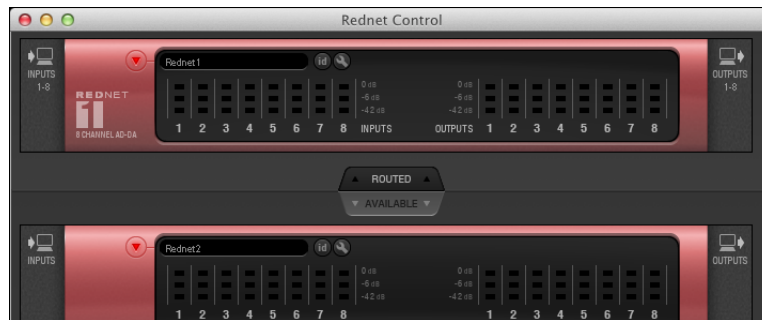 Rednet Control
INPUTS
1-8
Rednet1
id
OUTPUTS
1-8
REDNET
1
8 CHANNEL AD-DA
0 dB
-6 dB
-42 dB
0 dB
-6 dB
-42 dB
1 2 3 4 5 6 7 8 INPUTS OUTPUTS 1 2 3 4 5 6 7 8
ROUTED
AVAILABLE
INPUTS
Rednet2
id
OUTPUTS
0 dB
-6 dB
-42 dB
0 dB
-6 dB
-42 dB
1 2 3 4 5 6 7 8 1 2 3 4 5 6 7 8